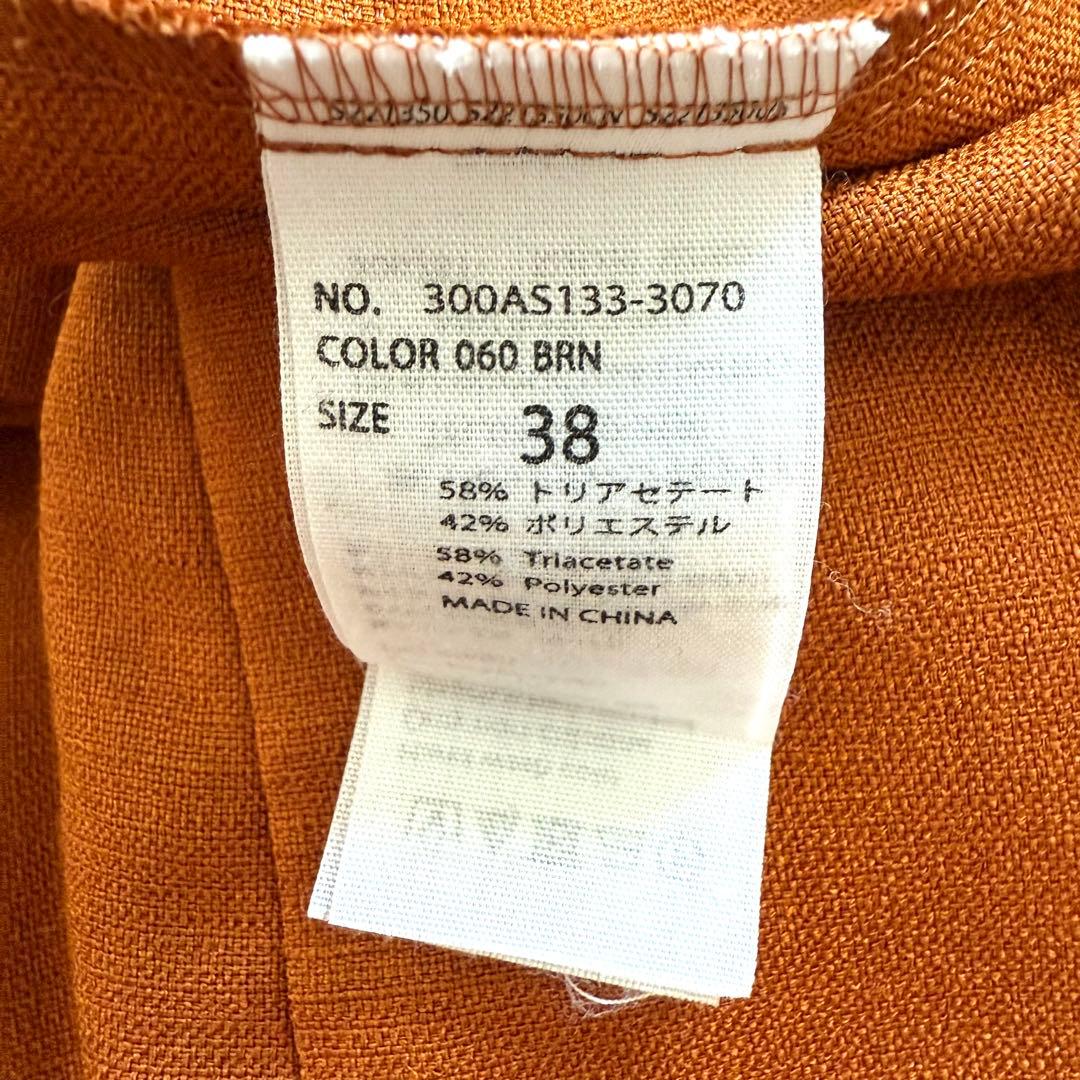 NO. 300AS133-3070
COLOR 060 BRN
SIZE 38
58% トリアセテート
42% ポリエステル
58% Triacetate
42% Polyester
MADE IN CHINA